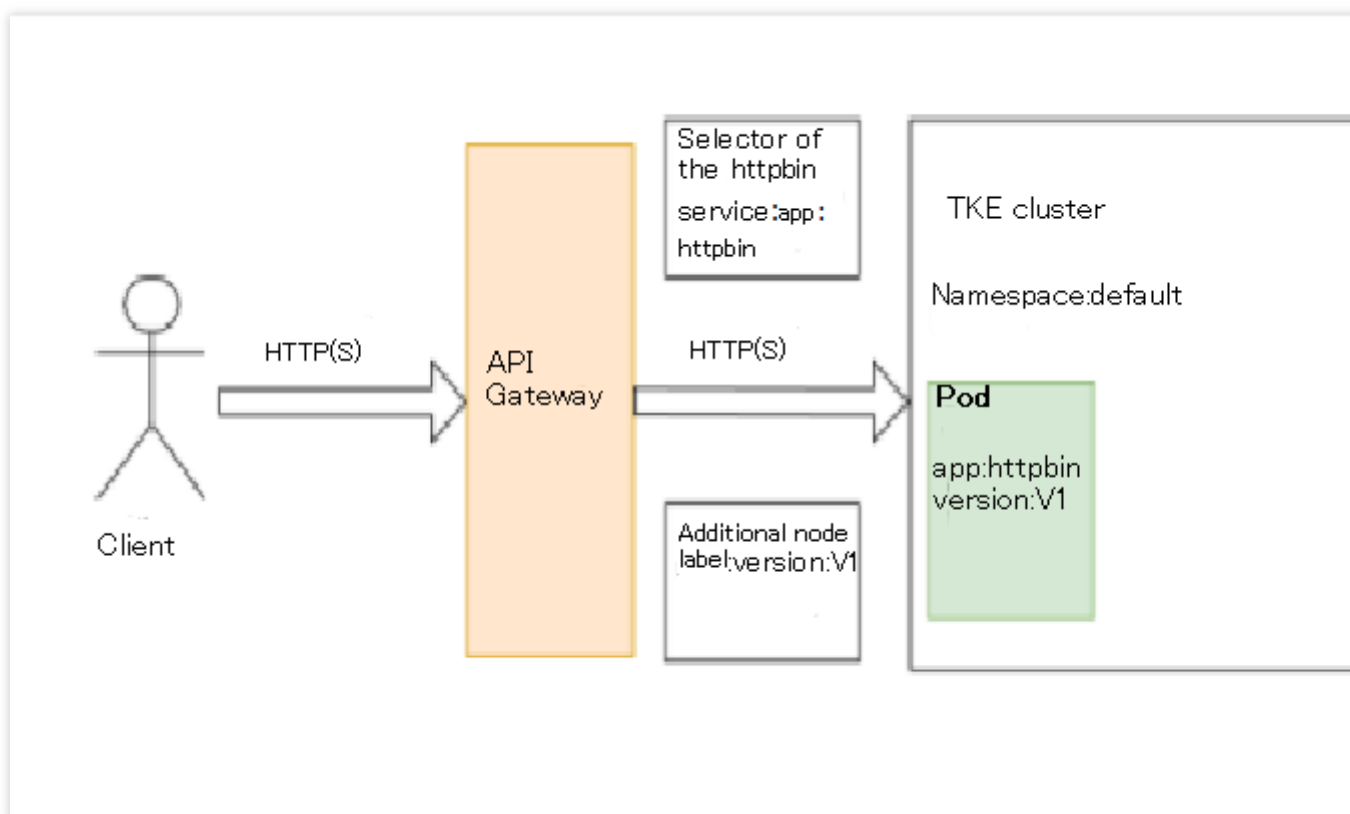 Client
HTTP(S)
API
Gateway
Selector of
the httpbin
service:app:
httpbin
HTTP(S)
Additional node
label:version:V1
TKE cluster
Namespace:default
Pod
app:httpbin
version:V1